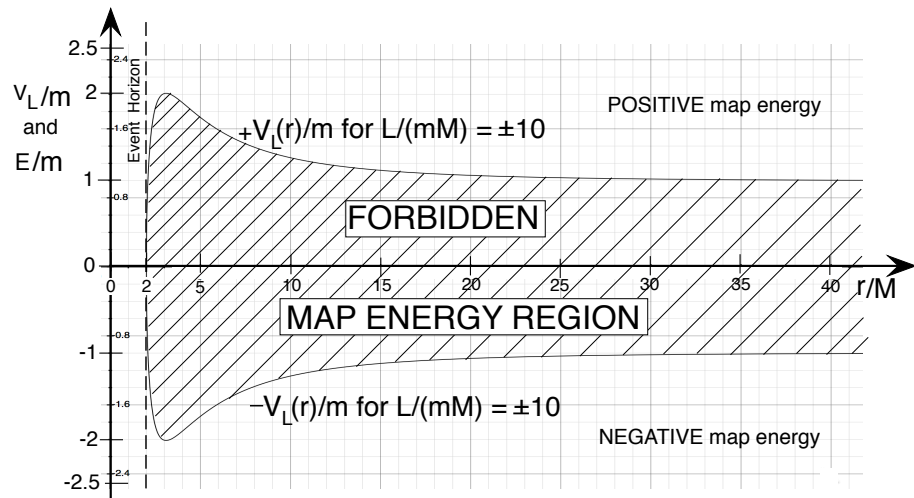 2.5
2.4
V_L/m
and
E/m
2
Event Horizon
POSITIVE map energy
1.6
+V_L(r)/m for L/(mM) = ±10
1
0.8
FORBIDDEN
0
2
5
10
15
20
25
30
35
40
r/M
MAP ENERGY REGION
-0.8
-1
-1.6
−V_L(r)/m for L/(mM) = ±10
-2
NEGATIVE map energy
-2.4
-2.5